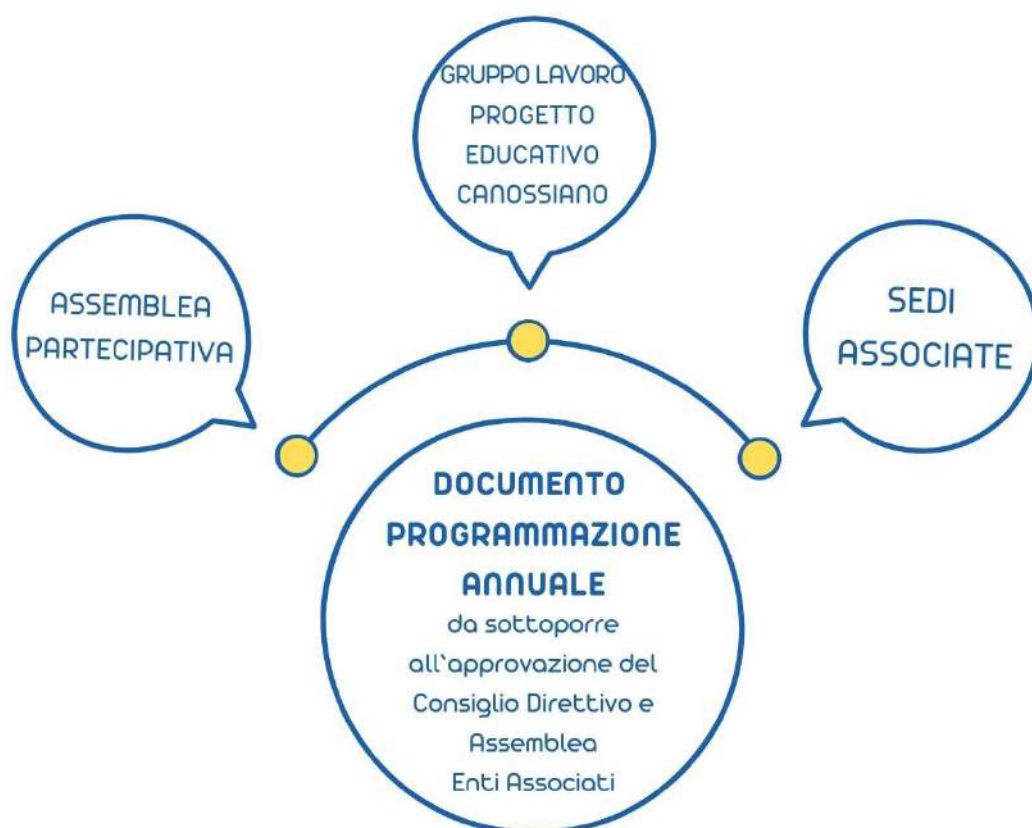 GRUPPO LAVORO
PROGETTO
EDUCATIVO
CANOSSIANO
ASSEMBLEA
PARTECIPATIVA
SEDI
ASSOCIATE
DOCUMENTO
PROGRAMMAZIONE
ANNUALE
da sottoporre
all`approvazione del
Consiglio Direttivo e
Assemblea
Enti Associati